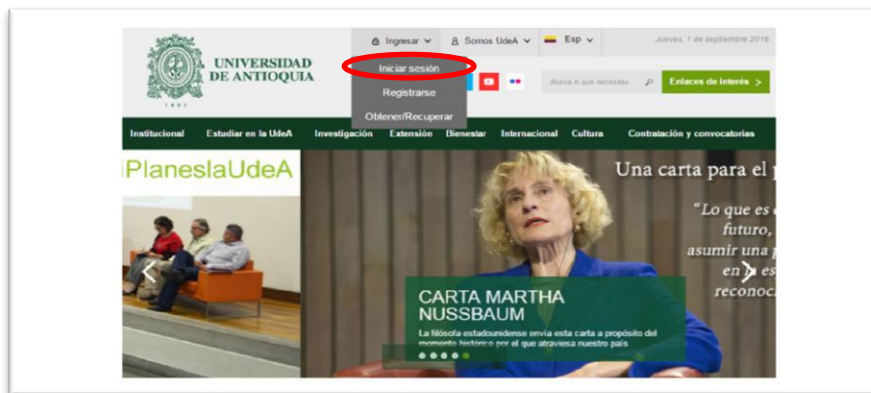 Ingresar
Somos UdeA
Esp
Jueves, 1 de septiembre 2016
UNIVERSIDAD
DE ANTIOQUIA
1803
Iniciar sesión
Registrarse
Obtener/Recuperar
Busca lo que necesitas
Enlaces de Interés >
Institucional Estudiar en la UdeA Investigación Extensión Bienestar Internacional Cultura Contratación y convocatorias
iPlaneslaUdeA
Una carta para el
"Lo que es
futuro,
asumir una
en la es
reconoc
CARTA MARTHA
NUSSBAUM
La filósofa estadounidense envía esta carta a propósito del
momento histórico por el que atraviesa nuestro país